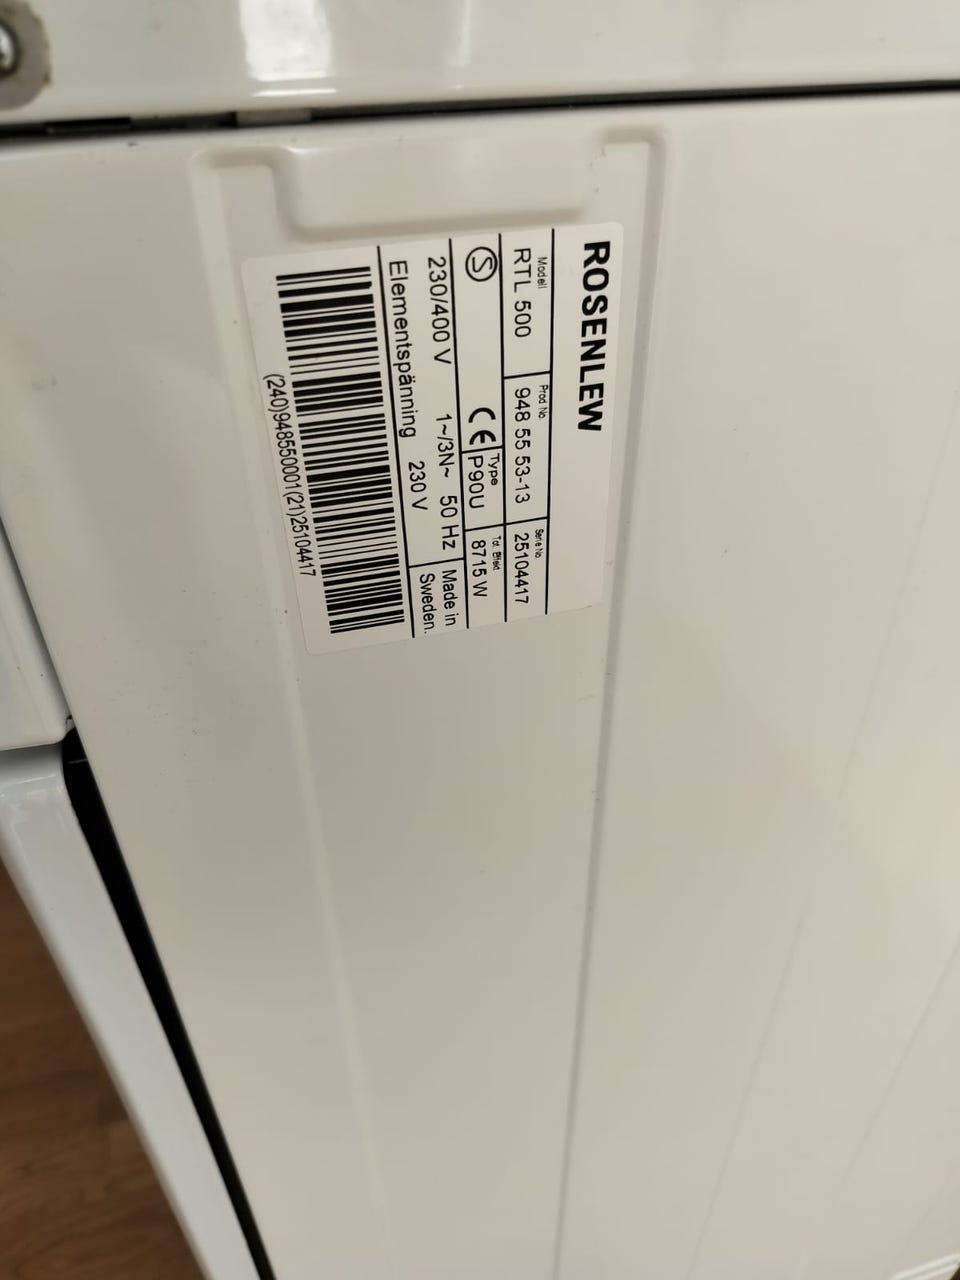 ROSENLEW
Modell
RTL 500
Prod No.
948 55 53-13
Serie No
25104417
S
CE
Type
P90U
Tot. Effekt
8715 W
230/400 V 1~/3N~ 50 Hz
Elementspänning 230 V
Made in
Sweden.
(240)948550001(21)25104417